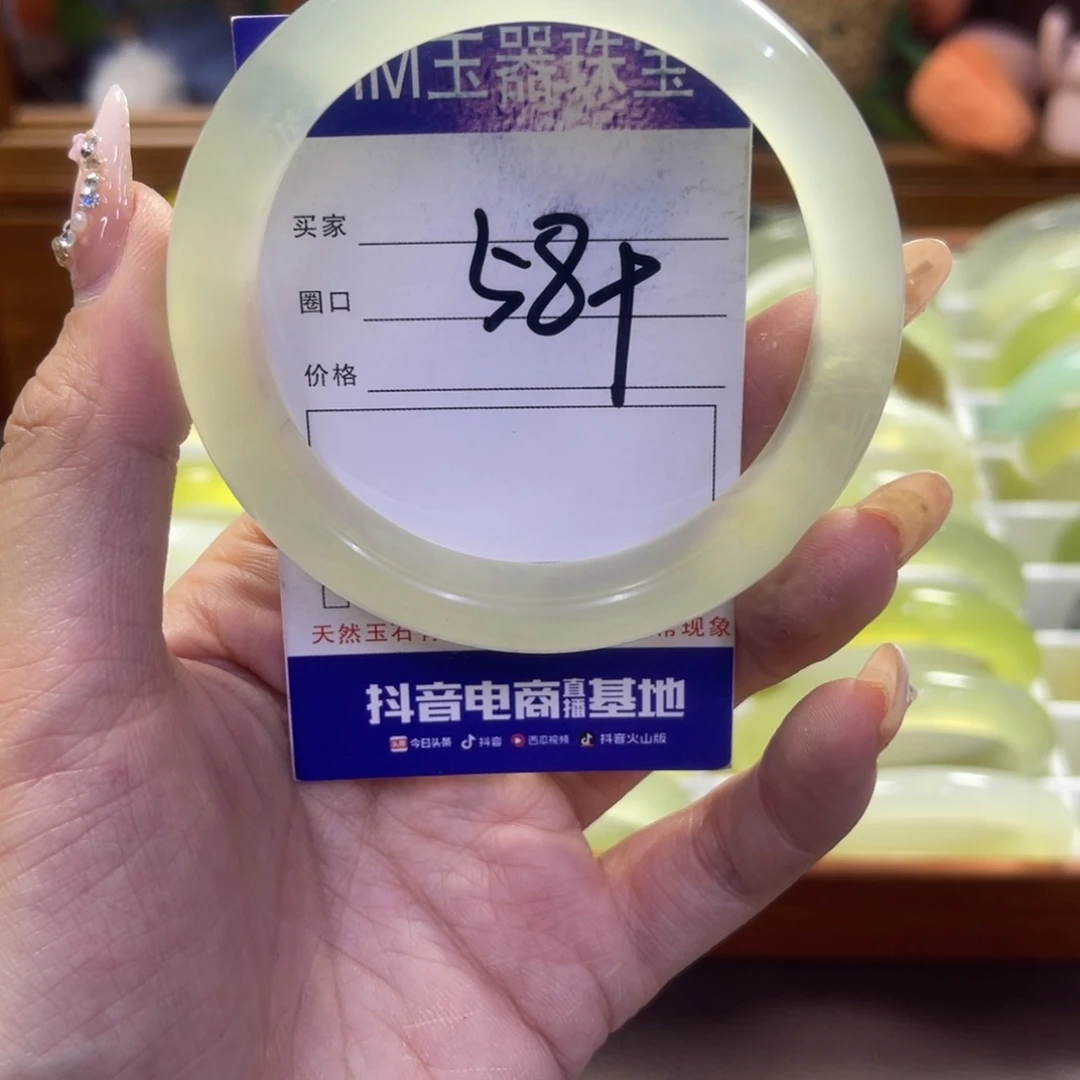 M玉器珠宝
买家
圈口
58+
价格
天然玉石 现象
抖音电商直播基地
今日头条 抖音 西瓜视频 抖音火山版